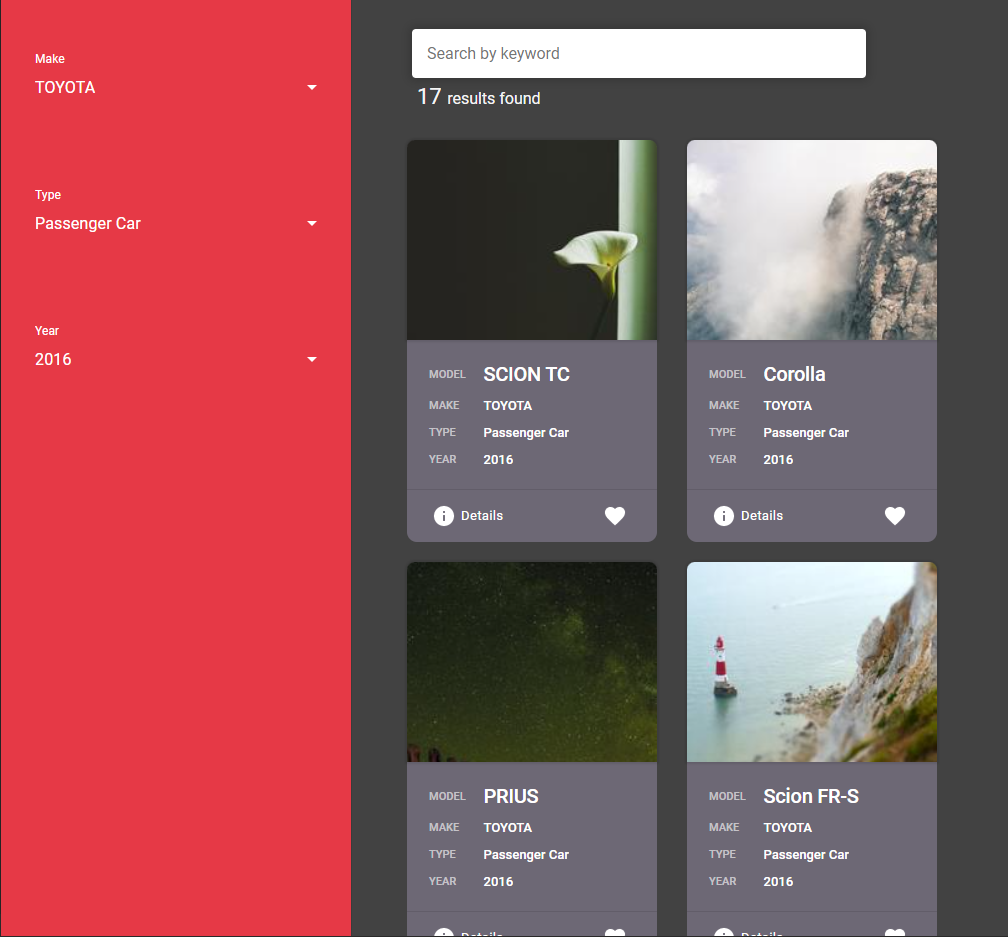 Make
TOYOTA
Type
Passenger Car
Year
2016
Search by keyword
17 results found
MODEL SCION TC
MAKE TOYOTA
TYPE Passenger Car
YEAR 2016
Details
MODEL Corolla
MAKE TOYOTA
TYPE Passenger Car
YEAR 2016
Details
MODEL PRIUS
MAKE TOYOTA
TYPE Passenger Car
YEAR 2016
Details
MODEL Scion FR-S
MAKE TOYOTA
TYPE Passenger Car
YEAR 2016
Details